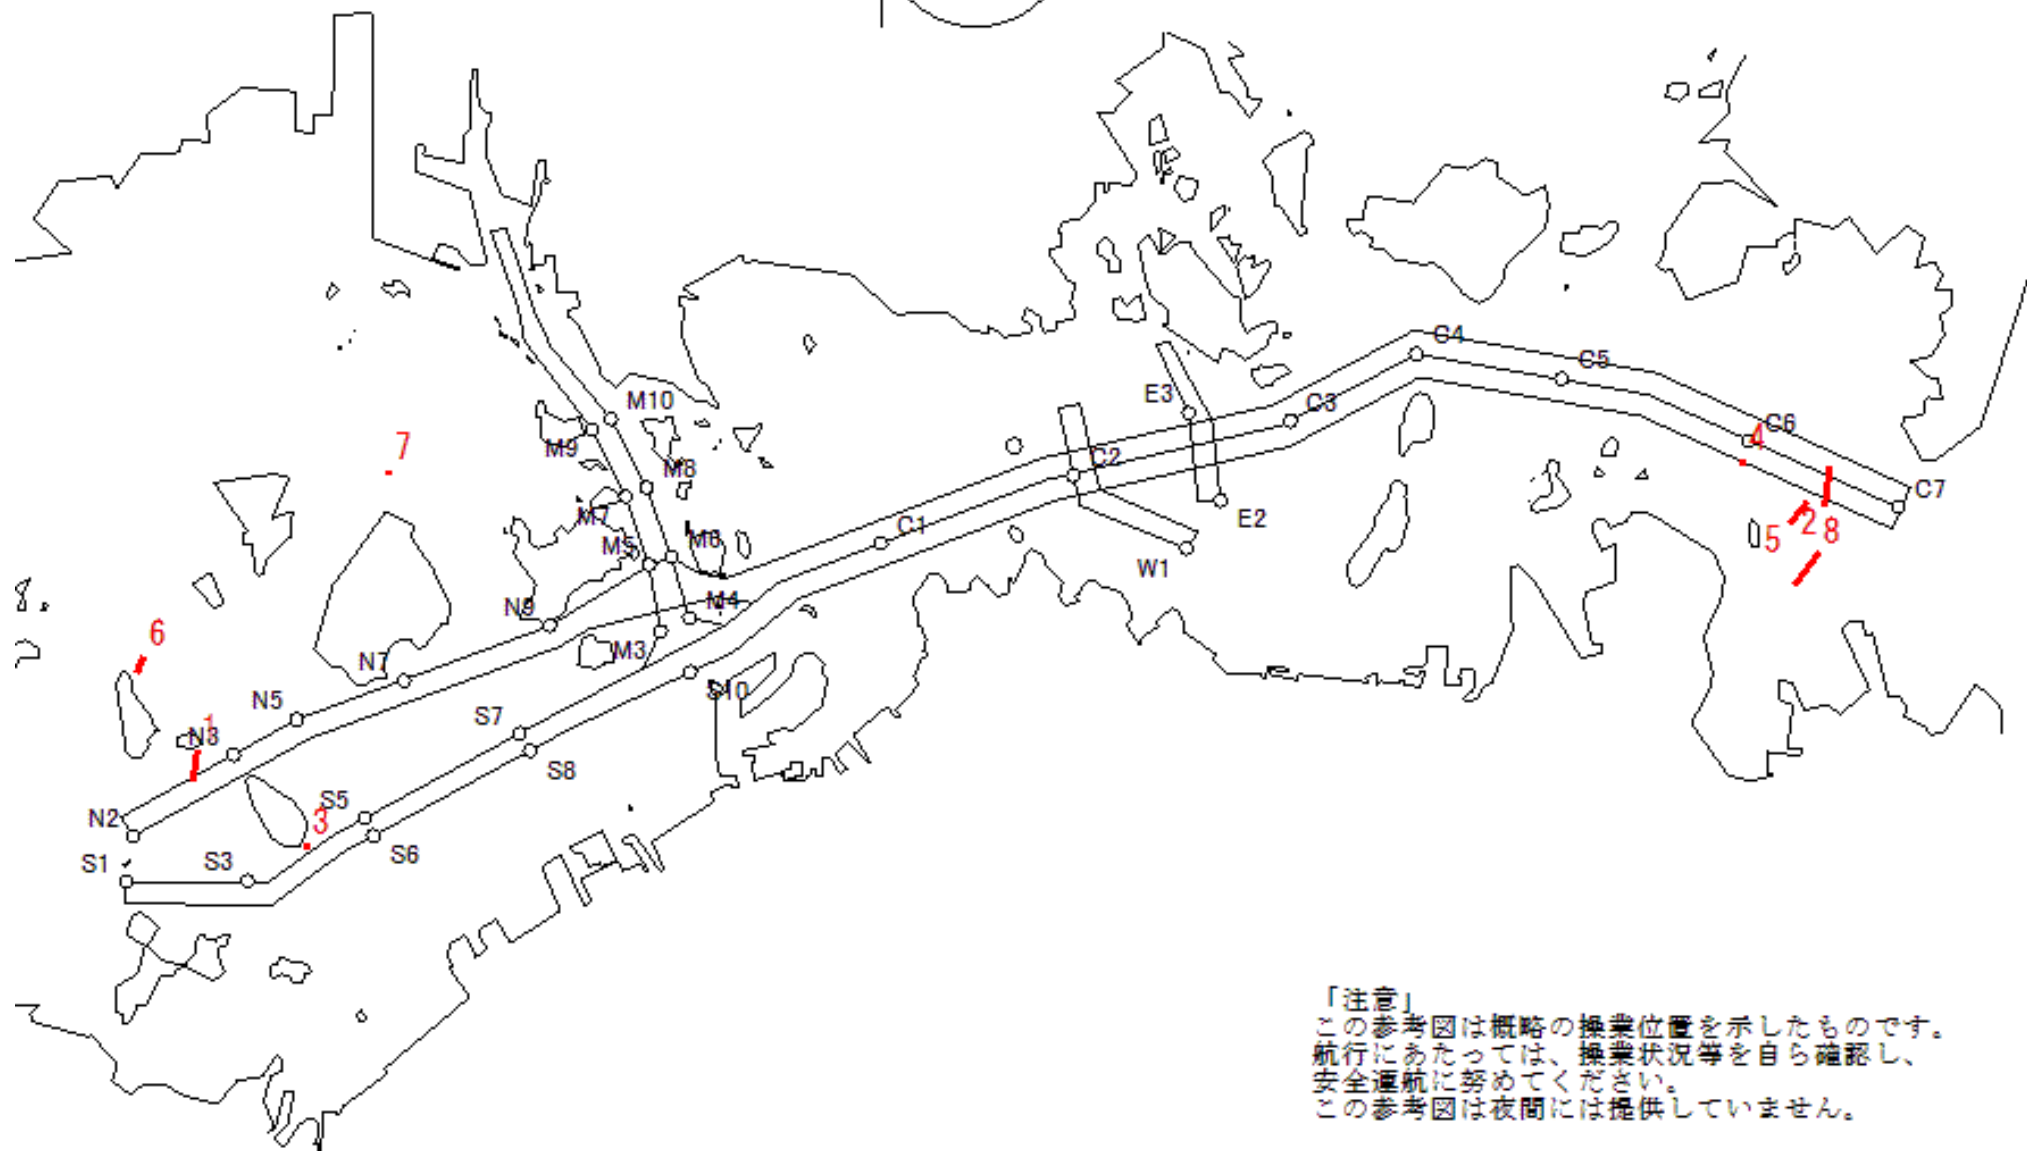 C4
C5
M10
E3
C3
C6
4
7
M9
C2
M8
C7
M7
E2
2
8
5
C1
M5
M6
W1
N9
M4
6
M3
N7
S10
N5
1
N3
S7
S8
S5
3
N2
S6
S1
S3
「注意」
この参考図は概略の操業位置を示したものです。
航行にあたっては、操業状況等を自ら確認し、
安全運航に努めてください。
この参考図は夜間には提供していません。